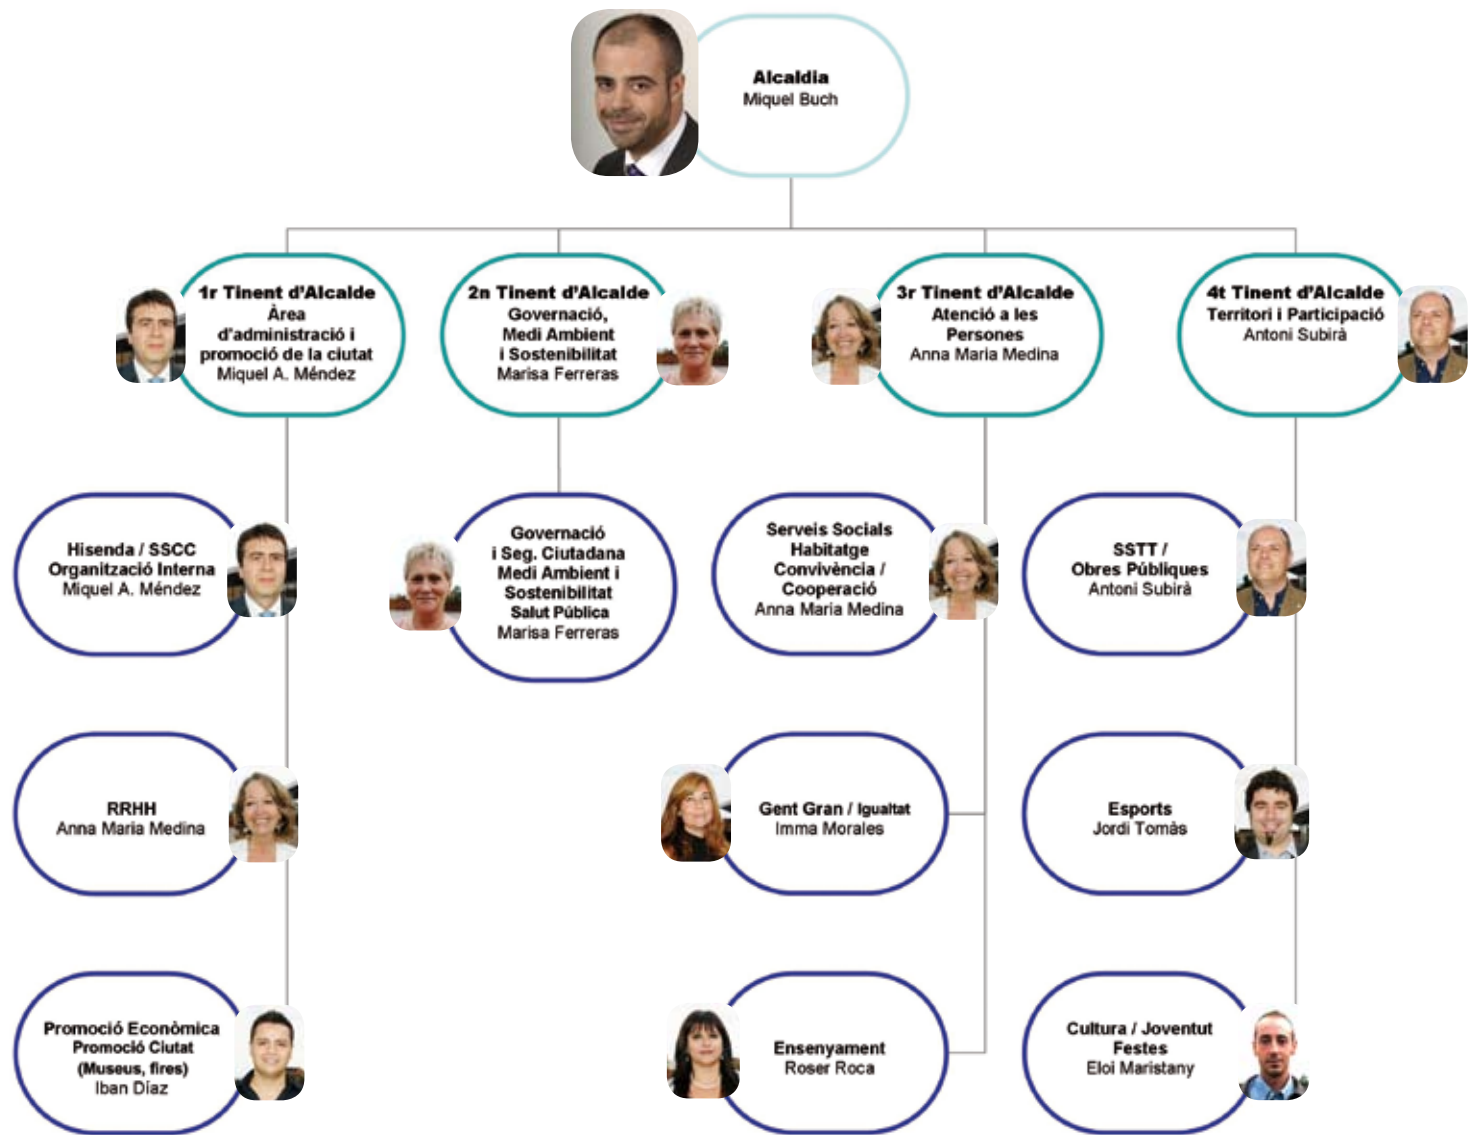 Alcaldia
Miquel Buch
1r Tinent d'Alcalde
Àrea
d'administració i
promoció de la ciutat
Miquel A. Méndez
2n Tinent d'Alcalde
Governació,
Medi Ambient
i Sostenibilitat
Marisa Ferreras
3r Tinent d'Alcalde
Atenció a les
Persones
Anna Maria Medina
4t Tinent d'Alcalde
Territori i Participació
Antoni Subirà
Hisenda / SSCC
Organització Interna
Miquel A. Méndez
Governació
i Seg. Ciutadana
Medi Ambient i
Sostenibilitat
Salut Pública
Marisa Ferreras
Serveis Socials
Habitatge
Convivència /
Cooperació
Anna Maria Medina
SSTT /
Obres Públiques
Antoni Subirà
RRHH
Anna Maria Medina
Gent Gran / Igualtat
Imma Morales
Esports
Jordi Tomàs
Promoció Econòmica
Promoció Ciutat
(Museus, fires)
Iban Díaz
Ensenyament
Roser Roca
Cultura / Joventut
Festes
Eloi Maristany